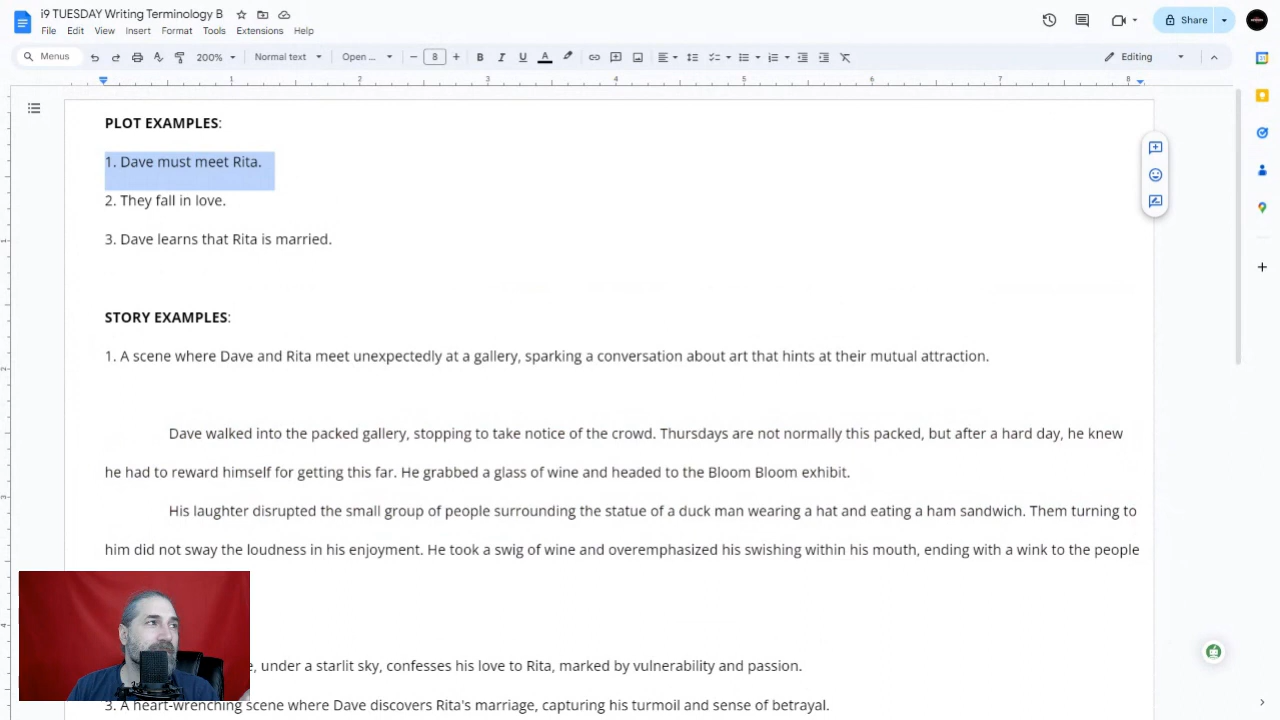 i9 TUESDAY Writing Terminology B
File Edit View Insert Format Tools Extensions Help
Share
Menus 200% Normal text Open ... 8 Editing
1 2 3 4 5 6 7 8
PLOT EXAMPLES:
1. Dave must meet Rita.
2. They fall in love.
3. Dave learns that Rita is married.
STORY EXAMPLES:
1. A scene where Dave and Rita meet unexpectedly at a gallery, sparking a conversation about art that hints at their mutual attraction.
Dave walked into the packed gallery, stopping to take notice of the crowd. Thursdays are not normally this packed, but after a hard day, he knew
he had to reward himself for getting this far. He grabbed a glass of wine and headed to the Bloom Bloom exhibit.
His laughter disrupted the small group of people surrounding the statue of a duck man wearing a hat and eating a ham sandwich. Them turning to
him did not sway the loudness in his enjoyment. He took a swig of wine and overemphasized his swishing within his mouth, ending with a wink to the people
, under a starlit sky, confesses his love to Rita, marked by vulnerability and passion.
3. A heart-wrenching scene where Dave discovers Rita's marriage, capturing his turmoil and sense of betrayal.